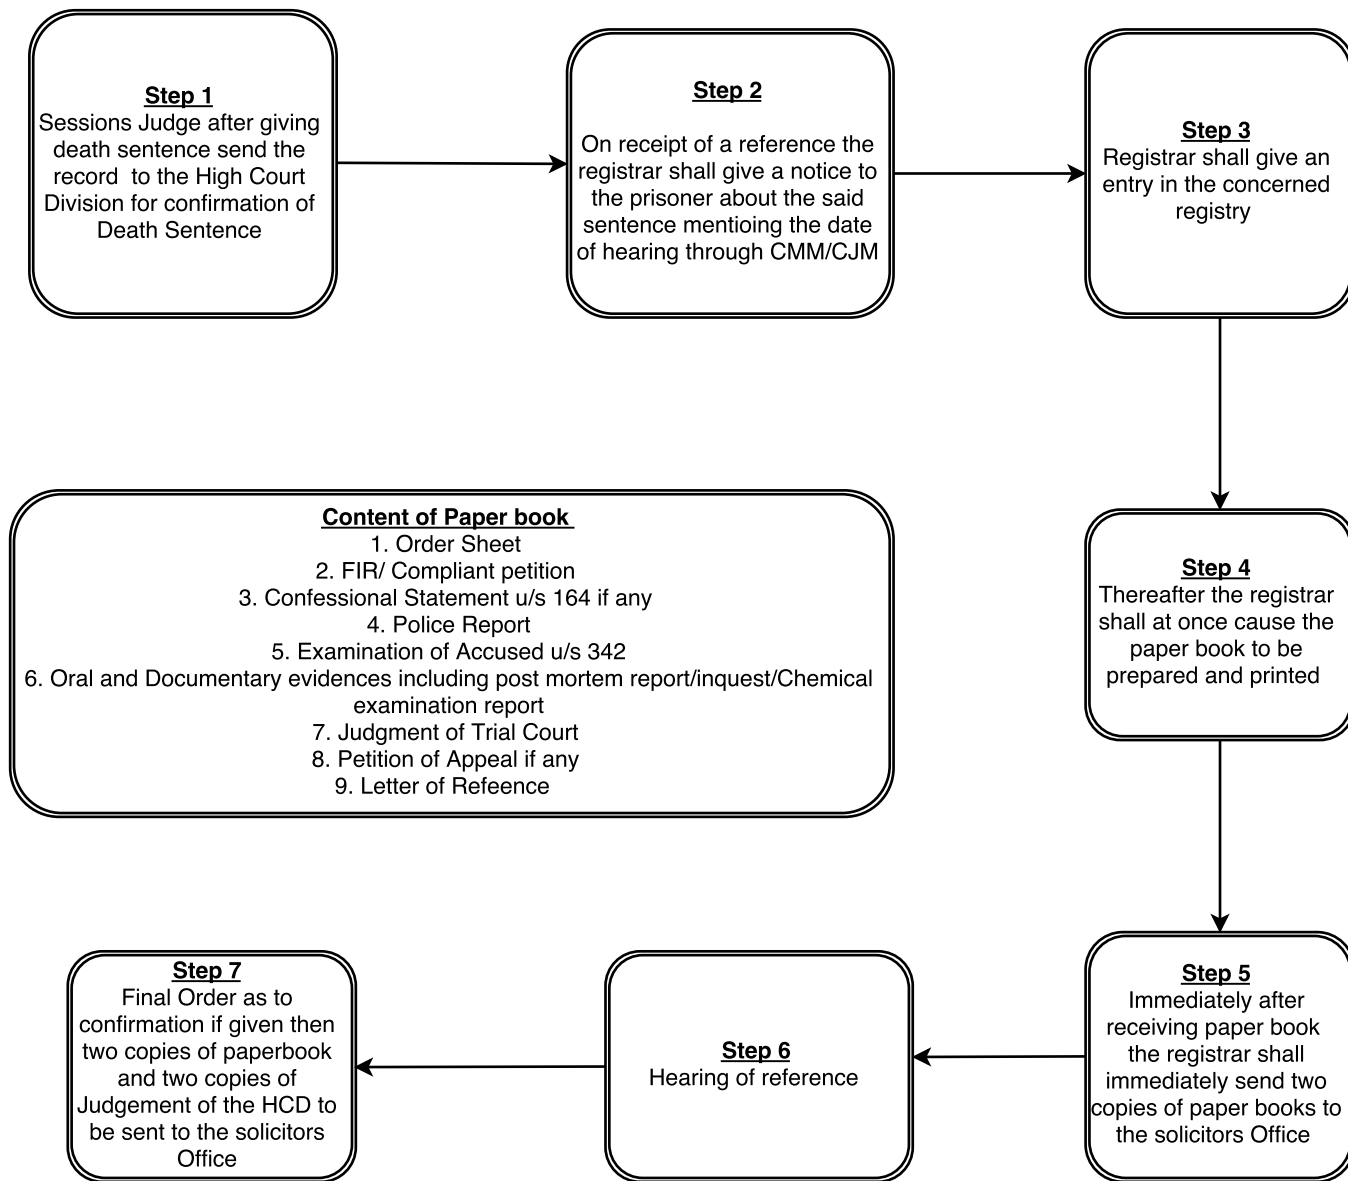 Step 1
Sessions Judge after giving
death sentence send the
record to the High Court
Division for confirmation of
Death Sentence
Step 2
On receipt of a reference the
registrar shall give a notice to
the prisoner about the said
sentence mentioing the date
of hearing through CMM/CJM
Step 3
Registrar shall give an
entry in the concerned
registry
Content of Paper book
1. Order Sheet
2. FIR/ Compliant petition
3. Confessional Statement u/s 164 if any
4. Police Report
5. Examination of Accused u/s 342
6. Oral and Documentary evidences including post mortem report/inquest/Chemical
examination report
7. Judgment of Trial Court
8. Petition of Appeal if any
9. Letter of Refeence
Step 4
Thereafter the registrar
shall at once cause the
paper book to be
prepared and printed
Step 5
Immediately after
receiving paper book
the registrar shall
immediately send two
copies of paper books to
the solicitors Office
Step 6
Hearing of reference
Step 7
Final Order as to
confirmation if given then
two copies of paperbook
and two copies of
Judgement of the HCD to
be sent to the solicitors
Office